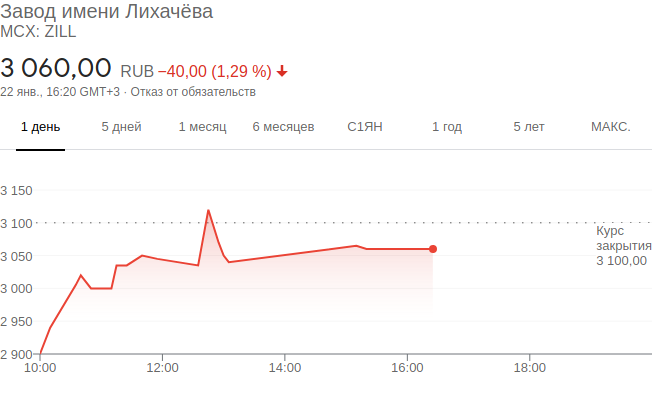 Завод имени Лихачёва
MCX: ZILL
3 060,00 RUB −40,00 (1,29 %)
22 янв., 16:20 GMT+3 · Отказ от обязательств
1 день 5 дней 1 месяц 6 месяцев С1ЯН 1 год 5 лет МАКС.
3 150
3 100
Курс
закрытия
3 100,00
3 050
3 000
2 950
2 900
10:00 12:00 14:00 16:00 18:00